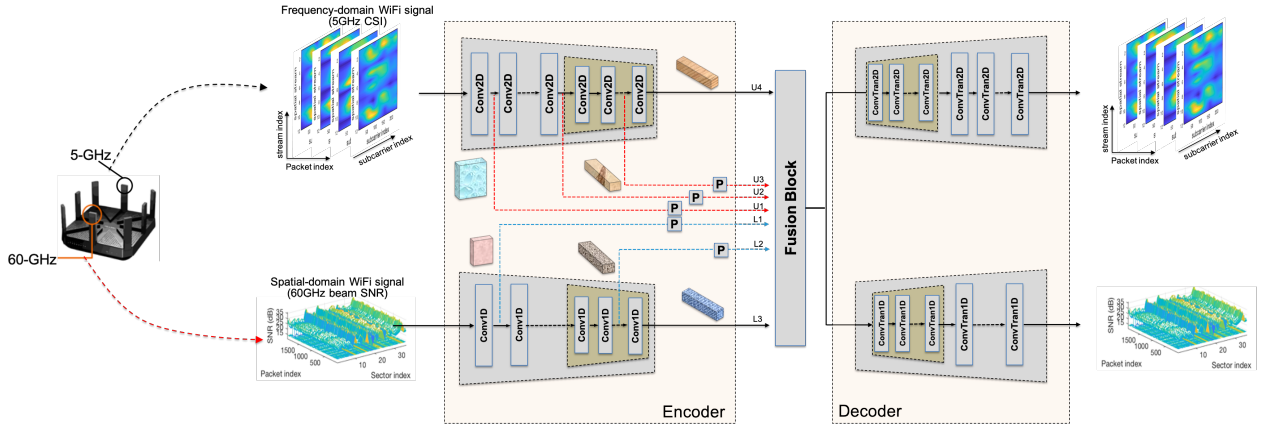 Frequency-domain WiFi signal
(5GHz CSI)
stream index
Packet index
subcarrier index
5-GHz
60-GHz
Spatial-domain WiFi signal
(60GHz beam SNR)
SNR (dB)
1500
1000
500
Packet index
10
20
30
Sector index
Conv2D
Conv2D
Conv2D
Conv2D
Conv2D
Conv2D
U4
P
U3
P
U2
P
U1
P
L1
P
L2
Conv1D
Conv1D
Conv1D
Conv1D
Conv1D
L3
Encoder
Fusion Block
ConvTran2D
ConvTran2D
ConvTran2D
ConvTran2D
ConvTran2D
ConvTran2D
ConvTran1D
ConvTran1D
ConvTran1D
ConvTran1D
ConvTran1D
Decoder
stream index
Packet index
subcarrier index
SNR (dB)
1500
1000
500
Packet index
10
20
30
Sector index